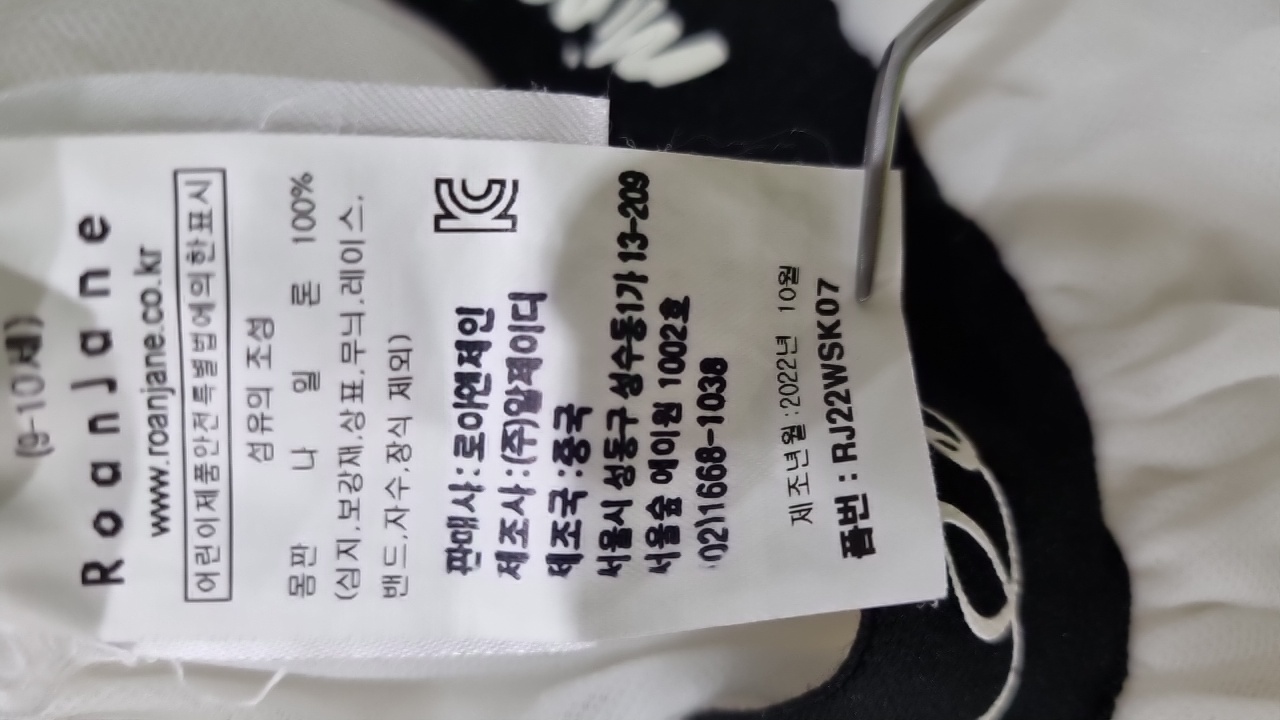 (9-10세)
RoanJane
www.roanjane.co.kr
어린이제품안전특별법에의한표시
섬유의 조성
몸판 나 일 론 100%
(심지,보강재,상표,무늬,레이스,
밴드,자수,장식 제외)
판매사:로이앤제인
제조사:(주)알제이디
제조국:중국
서울시 성동구 성수동1가 13-209
서울숲 에이원 1002호
02)1668-1038
제조년월:2022년 10월
품번 : RJ22WSK07